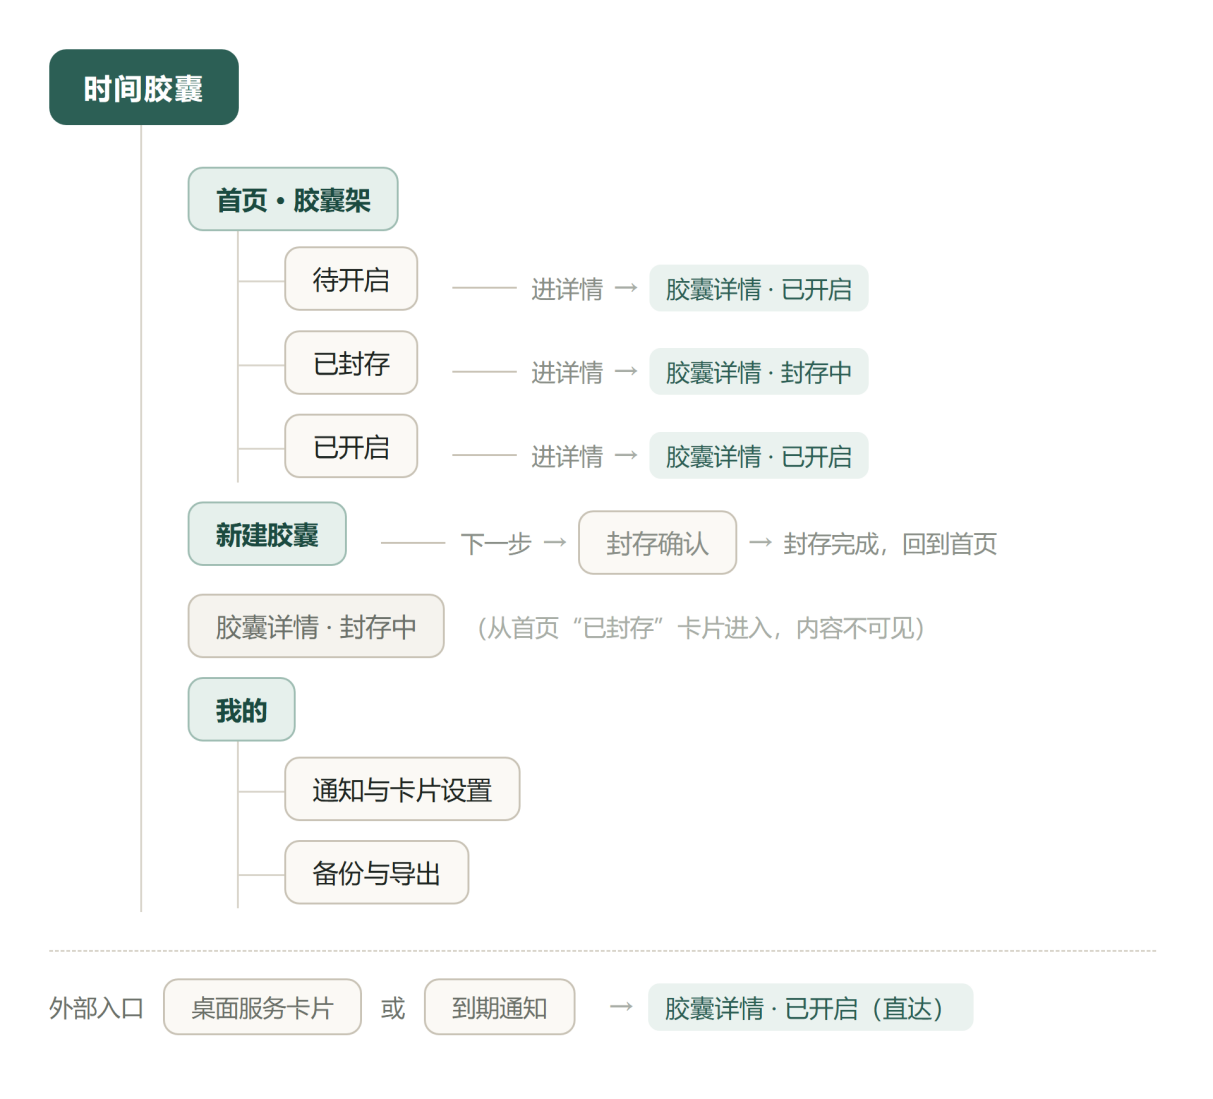 时间胶囊
首页·胶囊架
待开启 进详情 → 胶囊详情·已开启
已封存 进详情 → 胶囊详情·封存中
已开启 进详情 → 胶囊详情·已开启
新建胶囊 下一步 → 封存确认 → 封存完成，回到首页
胶囊详情·封存中 （从首页“已封存”卡片进入，内容不可见）
我的
通知与卡片设置
备份与导出
外部入口 桌面服务卡片 或 到期通知 → 胶囊详情·已开启（直达）